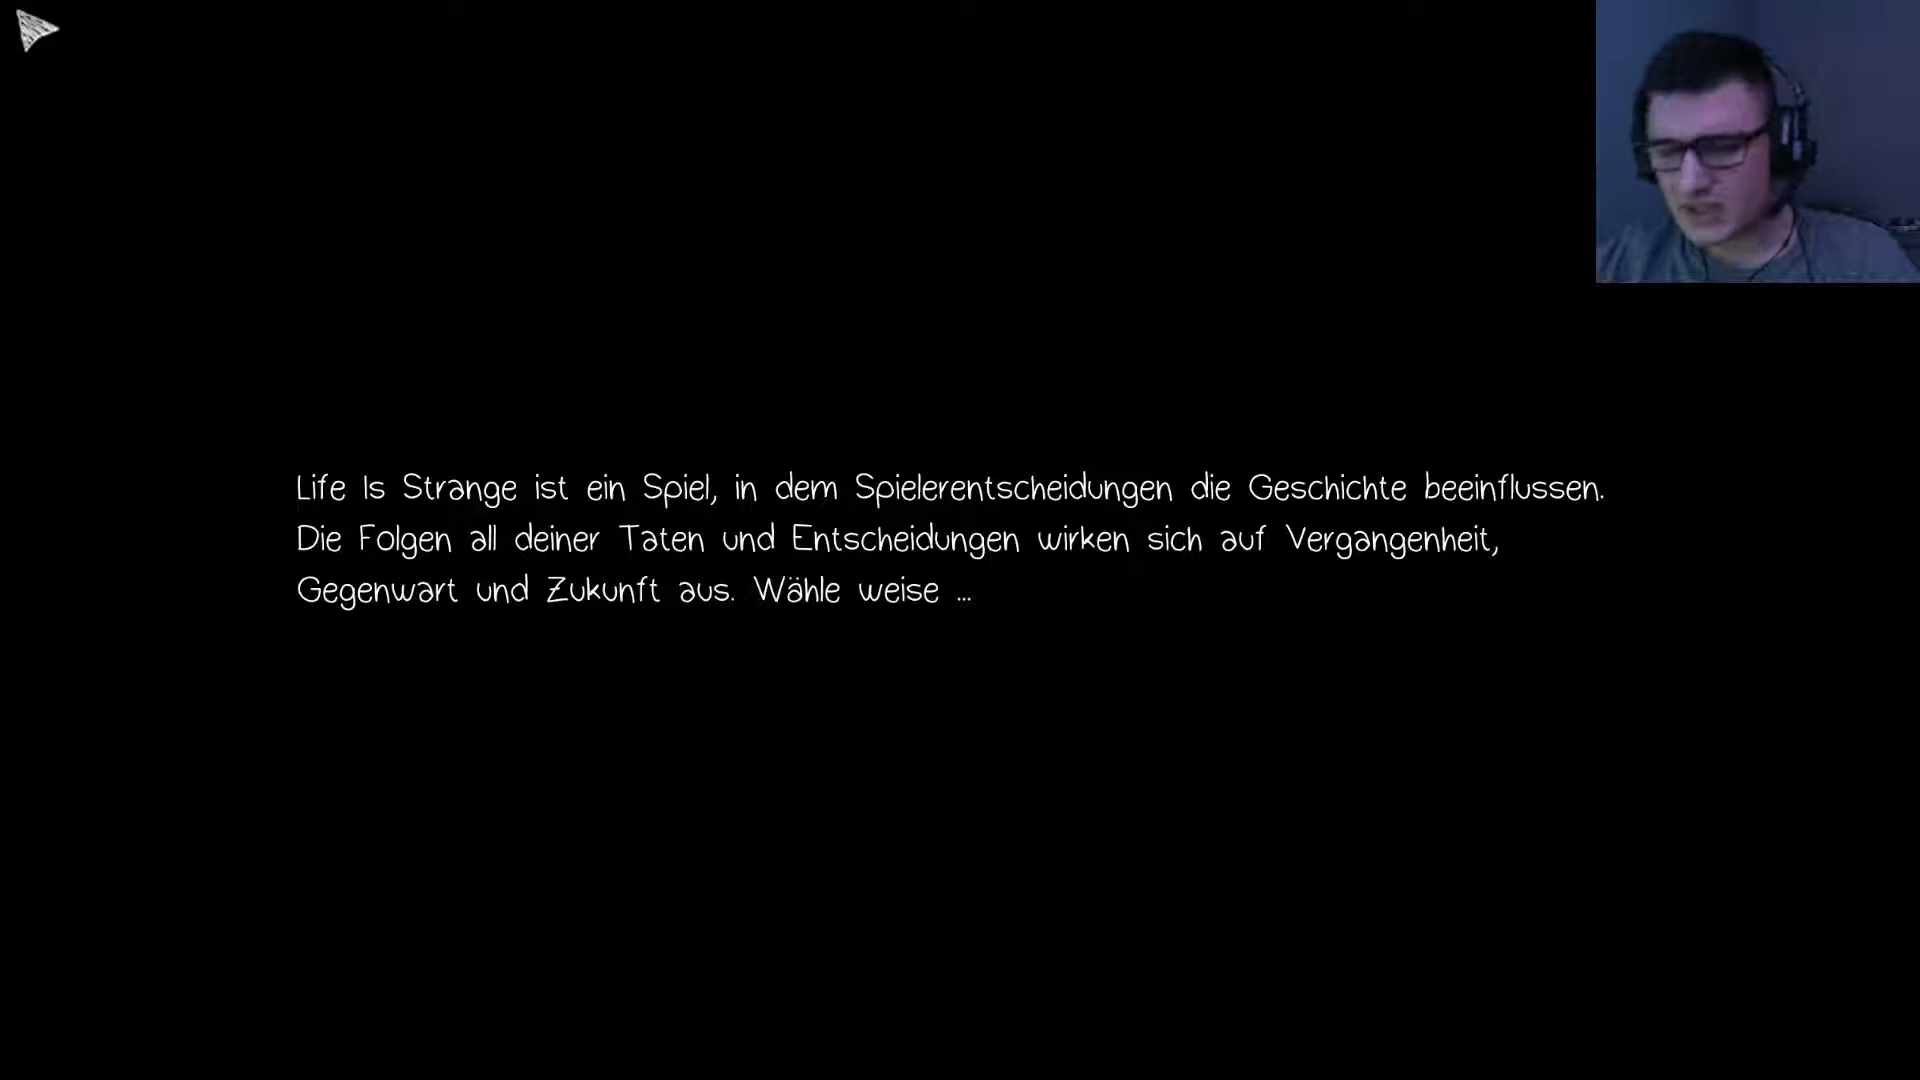 Life Is Strange ist ein Spiel, in dem Spielerentscheidungen die Geschichte beeinflussen.
Die Folgen all deiner Taten und Entscheidungen wirken sich auf Vergangenheit,
Gegenwart und Zukunft aus. Wähle weise ...